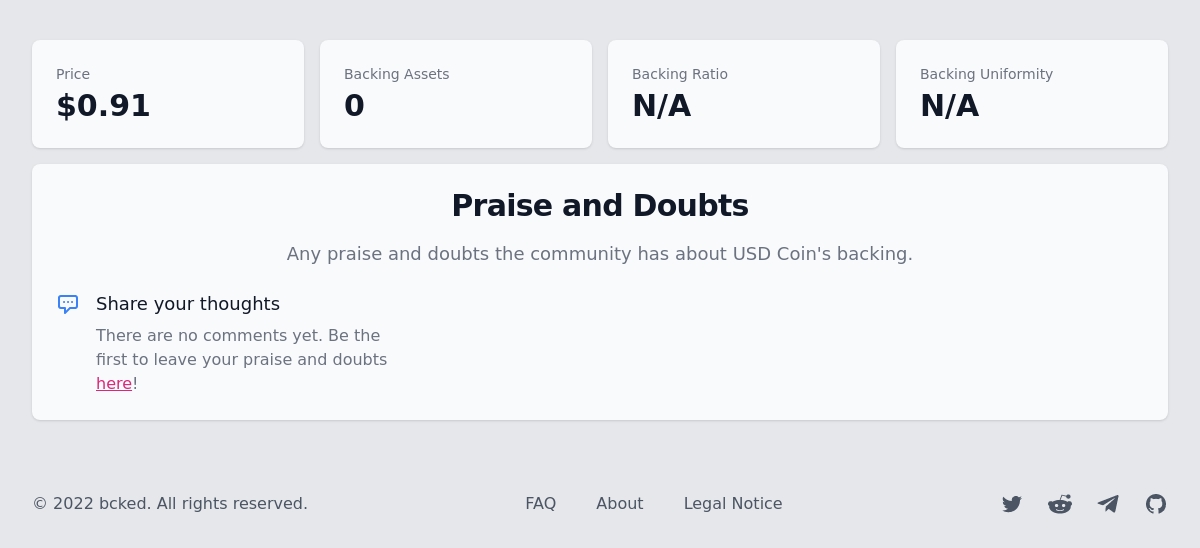 Price
$0.91
Backing Assets
0
Backing Ratio
N/A
Backing Uniformity
N/A
Praise and Doubts
Any praise and doubts the community has about USD Coin's backing.
Share your thoughts
There are no comments yet. Be the
first to leave your praise and doubts
here!
© 2022 bcked. All rights reserved.
FAQ
About
Legal Notice